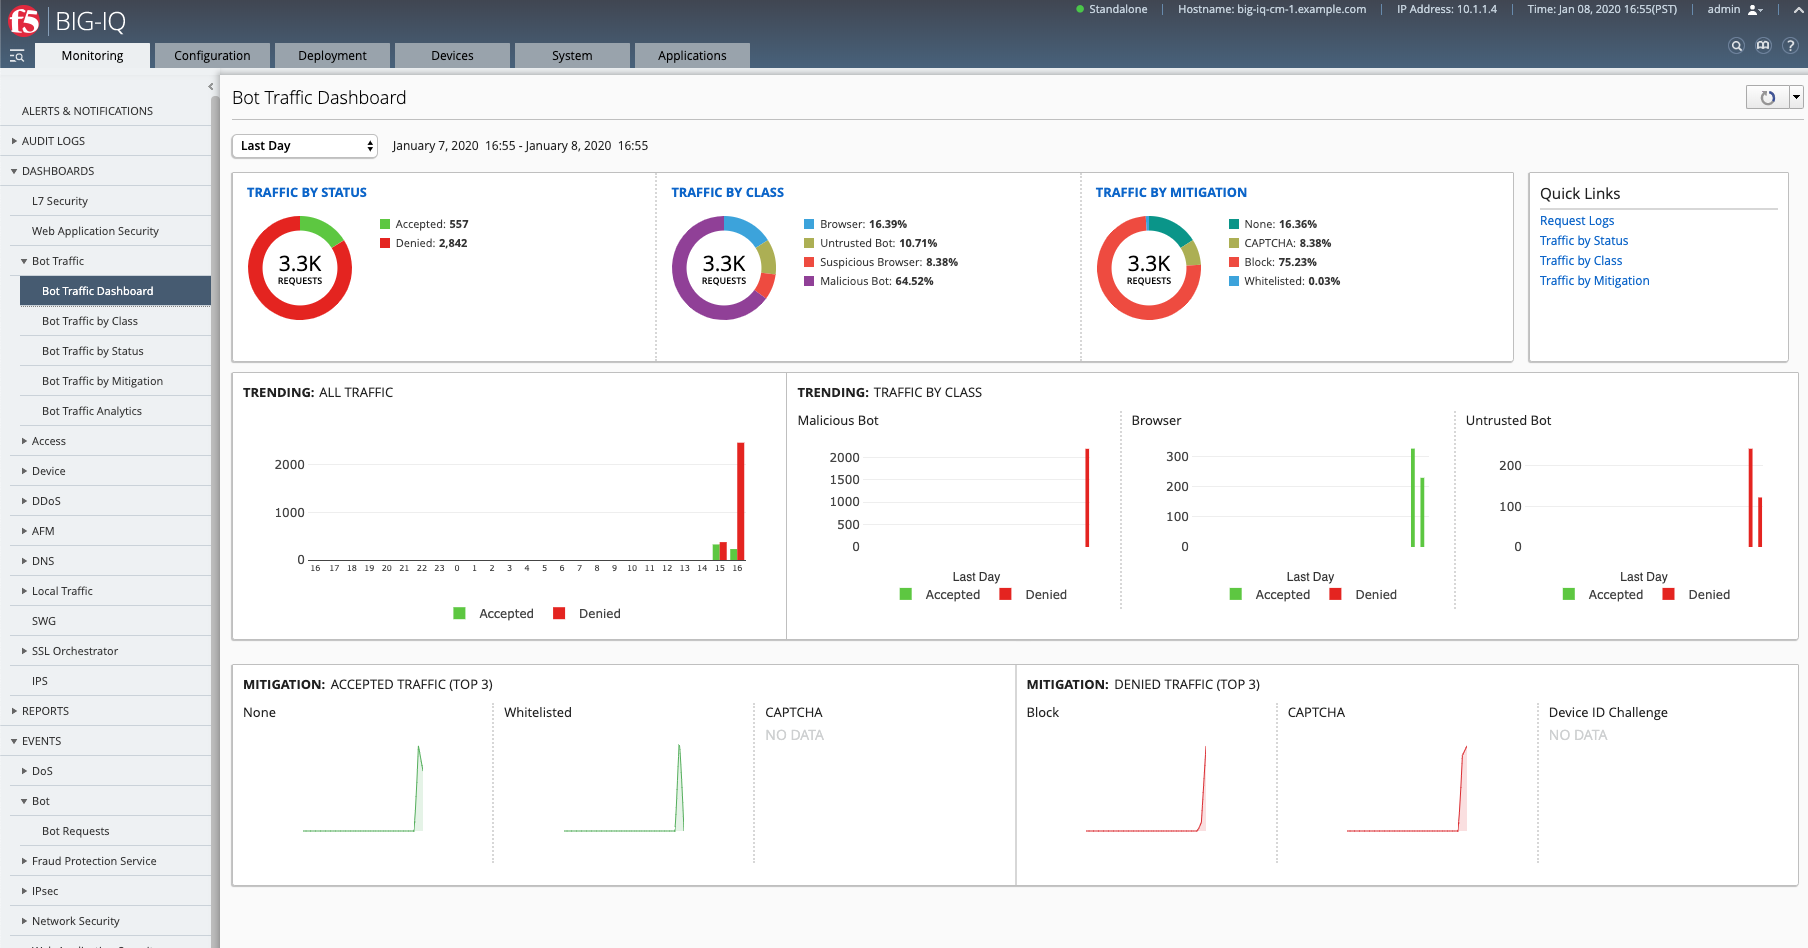 f5 BIG-IQ
Standalone
Hostname: big-iq-cm-1.example.com
IP Address: 10.1.1.4
Time: Jan 08, 2020 16:55(PST)
admin
Monitoring
Configuration
Deployment
Devices
System
Applications
?
ALERTS & NOTIFICATIONS
AUDIT LOGS
DASHBOARDS
L7 Security
Web Application Security
Bot Traffic
Bot Traffic Dashboard
Bot Traffic by Class
Bot Traffic by Status
Bot Traffic by Mitigation
Bot Traffic Analytics
Access
Device
DDoS
AFM
DNS
Local Traffic
SWG
SSL Orchestrator
IPS
REPORTS
EVENTS
DoS
Bot
Bot Requests
Fraud Protection Service
IPsec
Network Security
Bot Traffic Dashboard
Last Day
January 7, 2020 16:55 - January 8, 2020 16:55
TRAFFIC BY STATUS
3.3K
REQUESTS
Accepted: 557
Denied: 2,842
TRAFFIC BY CLASS
3.3K
REQUESTS
Browser: 16.39%
Untrusted Bot: 10.71%
Suspicious Browser: 8.38%
Malicious Bot: 64.52%
TRAFFIC BY MITIGATION
3.3K
REQUESTS
None: 16.36%
CAPTCHA: 8.38%
Block: 75.23%
Whitelisted: 0.03%
Quick Links
Request Logs
Traffic by Status
Traffic by Class
Traffic by Mitigation
TRENDING: ALL TRAFFIC
2000
1000
0
16 17 18 19 20 21 22 23 0 1 2 3 4 5 6 7 8 9 10 11 12 13 14 15 16
Accepted Denied
TRENDING: TRAFFIC BY CLASS
Malicious Bot
2000
1500
1000
500
0
Last Day
Accepted Denied
Browser
300
200
100
0
Last Day
Accepted Denied
Untrusted Bot
200
100
0
Last Day
Accepted Denied
MITIGATION: ACCEPTED TRAFFIC (TOP 3)
None
Whitelisted
CAPTCHA
NO DATA
MITIGATION: DENIED TRAFFIC (TOP 3)
Block
CAPTCHA
Device ID Challenge
NO DATA